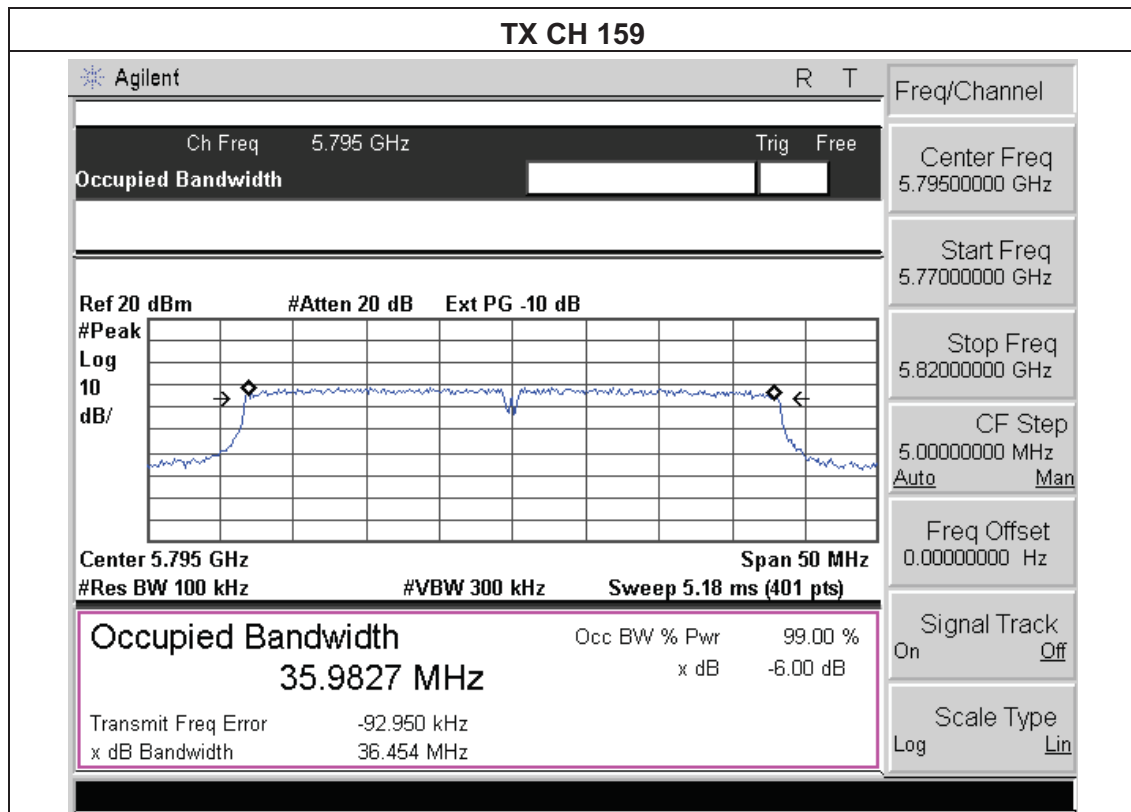 TX CH 159
Agilent R T
Freq/Channel
Ch Freq 5.795 GHz Trig Free
Occupied Bandwidth
Center Freq
5.79500000 GHz
Start Freq
5.77000000 GHz
Stop Freq
5.82000000 GHz
CF Step
5.00000000 MHz
Auto Man
Freq Offset
0.00000000 Hz
Signal Track
On Off
Scale Type
Log Lin
Ref 20 dBm #Atten 20 dB Ext PG -10 dB
#Peak
Log
10
dB/
Center 5.795 GHz Span 50 MHz
#Res BW 100 kHz #VBW 300 kHz Sweep 5.18 ms (401 pts)
Occupied Bandwidth Occ BW % Pwr 99.00 %
35.9827 MHz x dB -6.00 dB
Transmit Freq Error -92.950 kHz
x dB Bandwidth 36.454 MHz